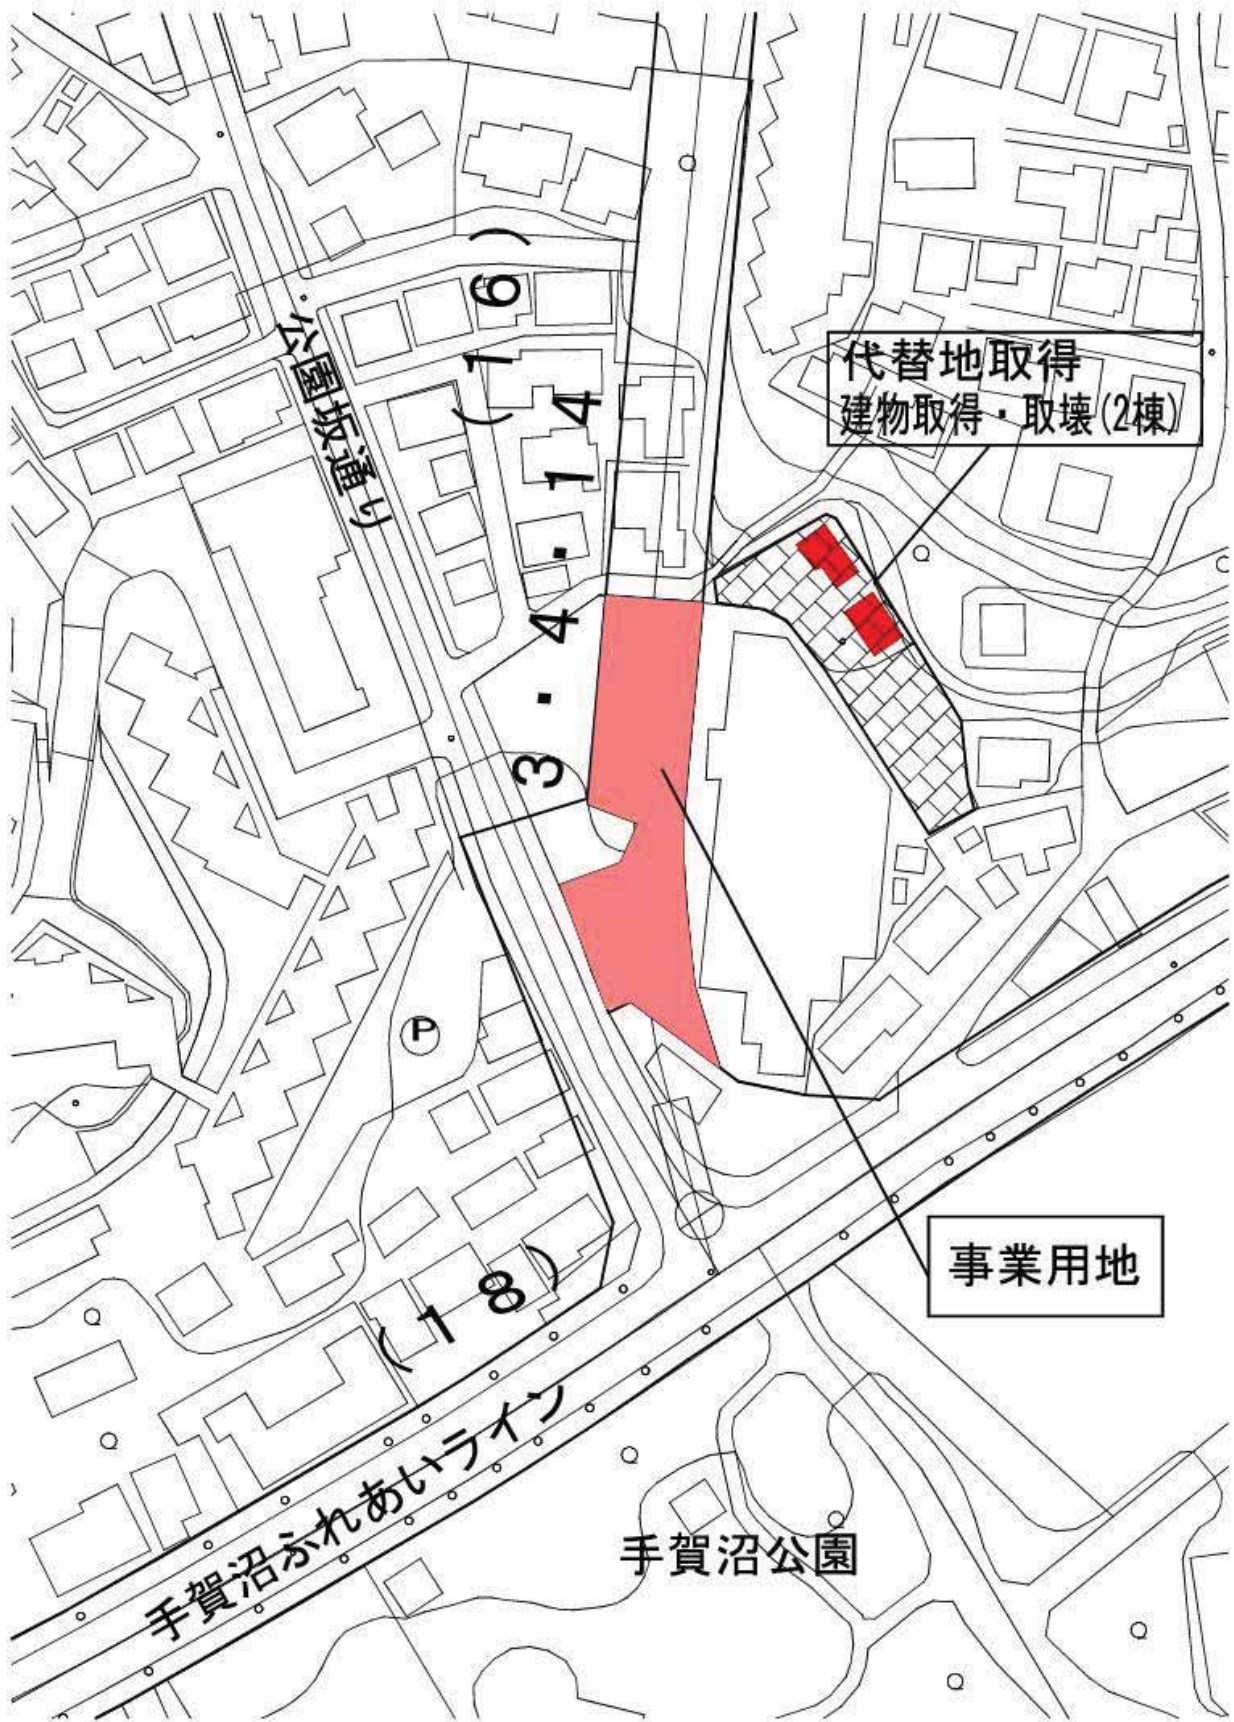 公園坂通り
3・4・14
(16)
代替地取得
建物取得・取壊(2棟)
P
事業用地
(18)
手賀沼ふれあいライン
手賀沼公園